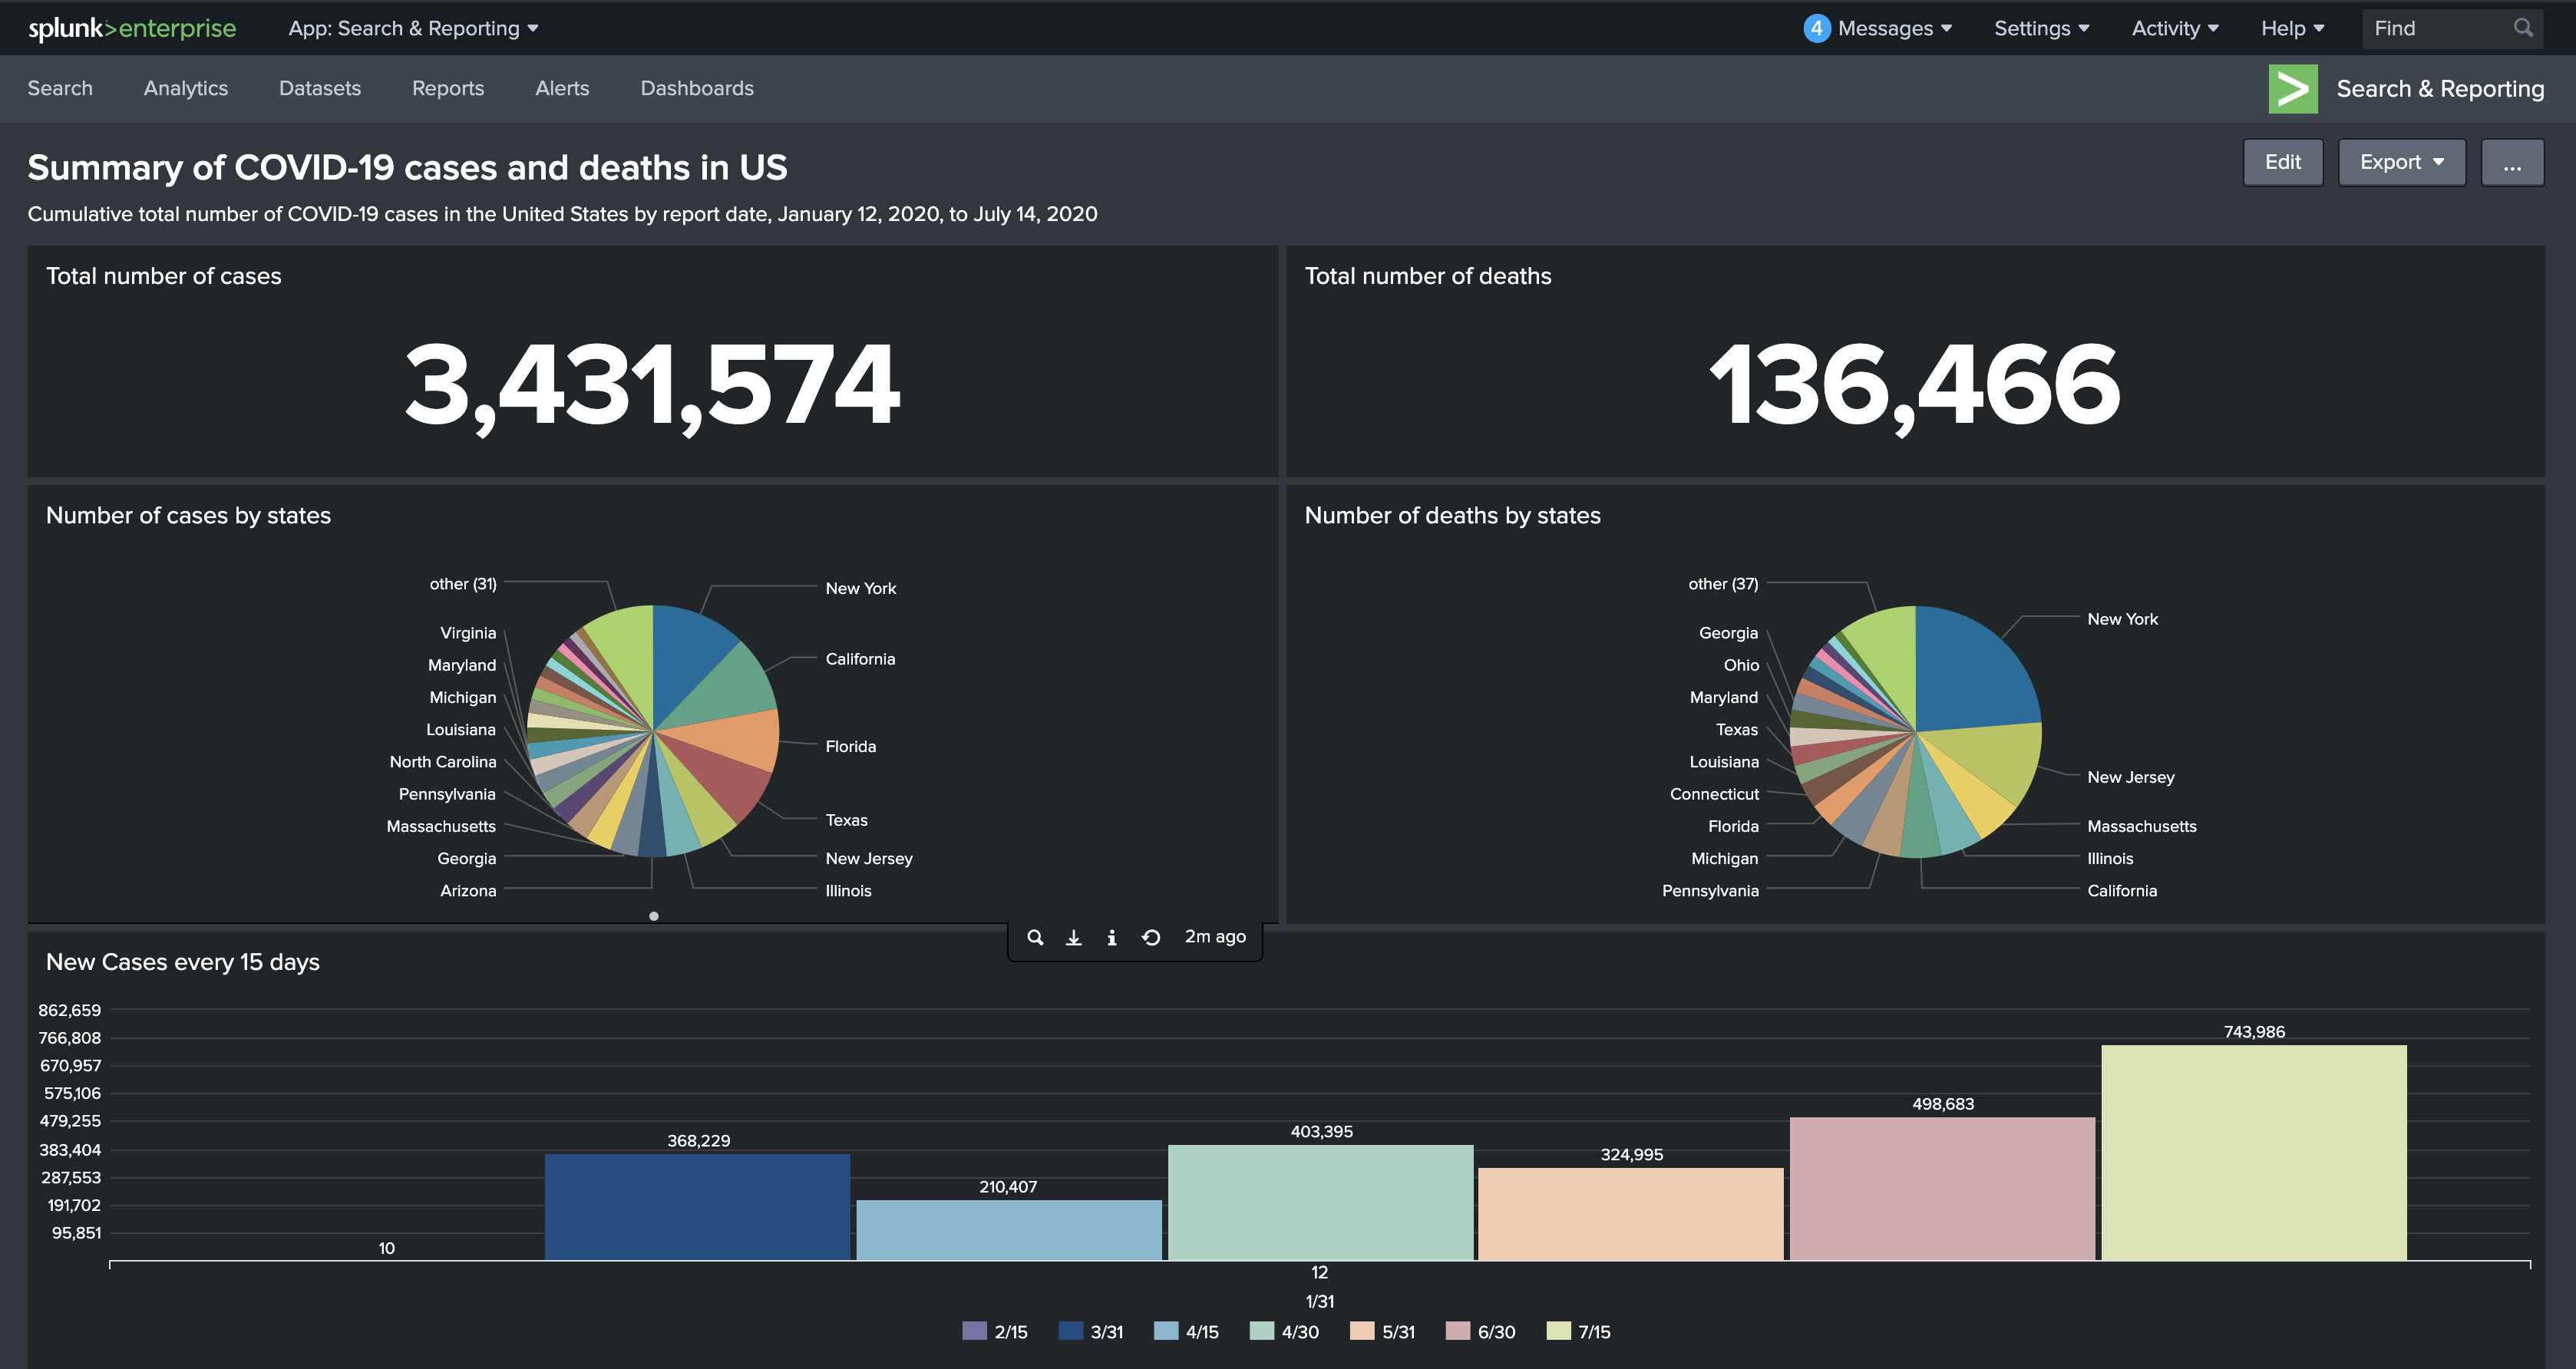 splunk>enterprise App: Search & Reporting 4 Messages Settings Activity Help Find
Search Analytics Datasets Reports Alerts Dashboards Search & Reporting
Summary of COVID-19 cases and deaths in US
Edit Export ...
Cumulative total number of COVID-19 cases in the United States by report date, January 12, 2020, to July 14, 2020
Total number of cases
3,431,574
Total number of deaths
136,466
Number of cases by states
other (31)
Virginia
Maryland
Michigan
Louisiana
North Carolina
Pennsylvania
Massachusetts
Georgia
Arizona
New York
California
Florida
Texas
New Jersey
Illinois
2m ago
Number of deaths by states
other (37)
Georgia
Ohio
Maryland
Texas
Louisiana
Connecticut
Florida
Michigan
Pennsylvania
New York
New Jersey
Massachusetts
Illinois
California
New Cases every 15 days
862,659
766,808
670,957
575,106
479,255
383,404
287,553
191,702
95,851
10
368,229
210,407
403,395
324,995
498,683
743,986
12
1/31
2/15 3/31 4/15 4/30 5/31 6/30 7/15